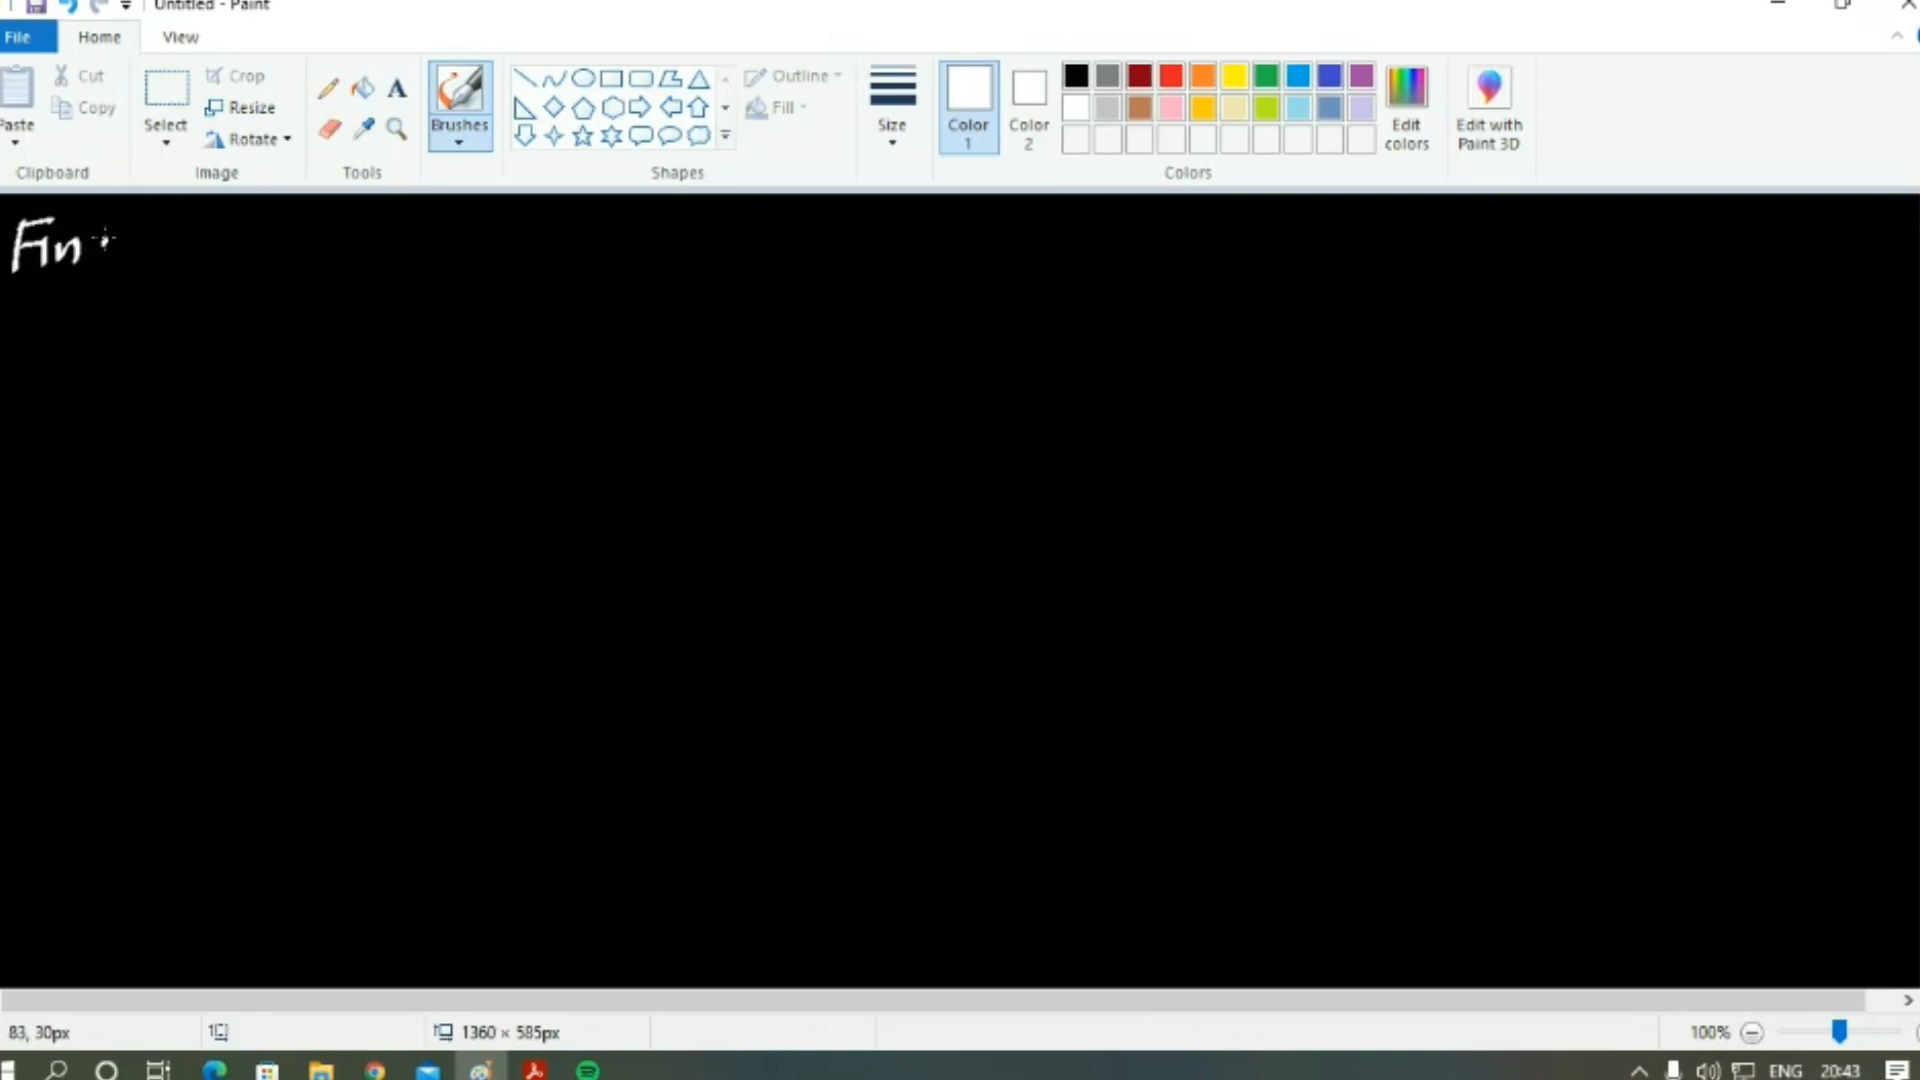 Untitled - Paint
File Home View
Paste Cut Copy Clipboard
Select Crop Resize Rotate Image
Tools
Brushes
Shapes
Outline Fill
Size
Color 1 Color 2
Colors
Edit colors
Edit with Paint 3D
Fin
83, 30px 1360 × 585px 100%
ENG 20:43